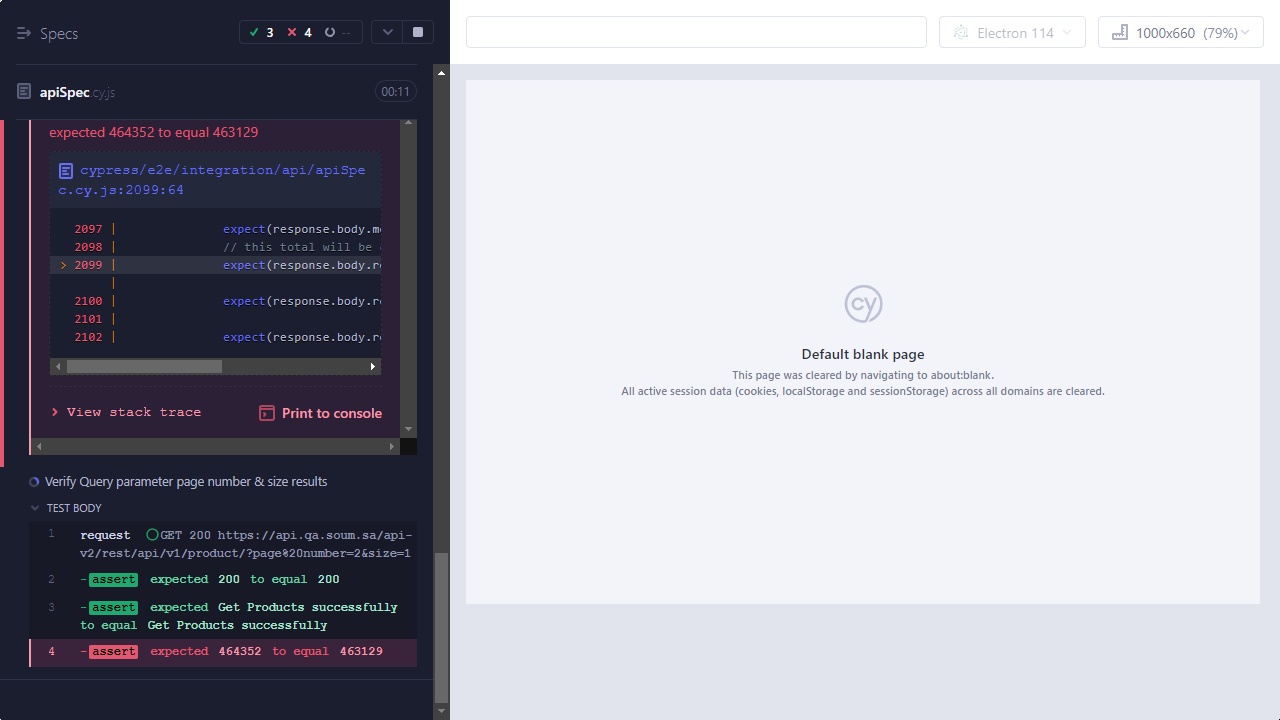 Specs
3 4 --
apiSpec.cy.js 00:11
expected 464352 to equal 463129
cypress/e2e/integration/api/apiSpe
c.cy.js:2099:64
2097 | expect(response.body.m
2098 | // this total will be
> 2099 | expect(response.body.re
|
2100 | expect(response.body.re
2101 |
2102 | expect(response.body.re
View stack trace
Print to console
Verify Query parameter page number & size results
TEST BODY
1 request GET 200 https://api.qa.soum.sa/api-
v2/rest/api/v1/product/?page%20number=2&size=1
2 -assert expected 200 to equal 200
3 -assert expected Get Products successfully
to equal Get Products successfully
4 -assert expected 464352 to equal 463129
Electron 114
1000x660 (79%)
cy
Default blank page
This page was cleared by navigating to about:blank.
All active session data (cookies, localStorage and sessionStorage) across all domains are cleared.